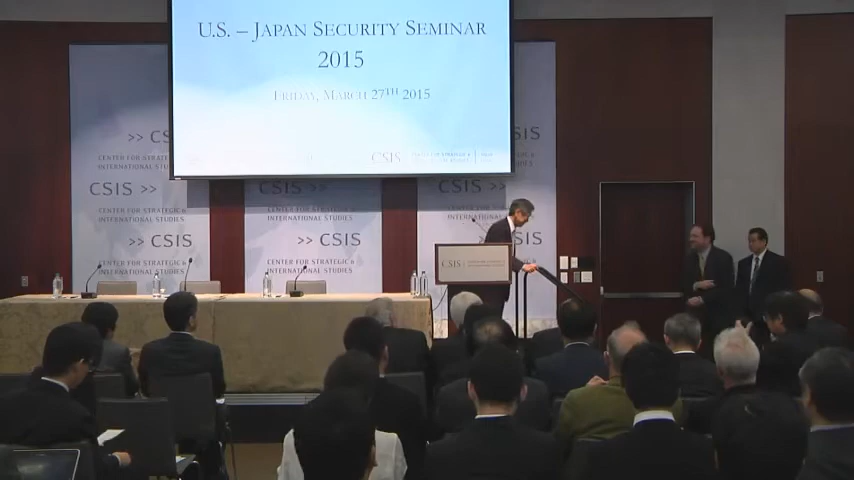 U.S. – JAPAN SECURITY SEMINAR
2015
FRIDAY, MARCH 27TH 2015
CSIS
>> CSIS
CENTER FOR STRATEGIC &
INTERNATIONAL STUDIES
CSIS >>
CENTER FOR STRATEGIC &
INTERNATIONAL STUDIES
>> CSIS
CENTER FOR STRATEGIC &
INTERNATIONAL STUDIES
CSIS >>
CENTER FOR STRATEGIC &
INTERNATIONAL STUDIES
>> CSIS
CENTER FOR STRATEGIC &
INTERNATIONAL STUDIES
CSIS
CSIS >>
CSIS
CSIS